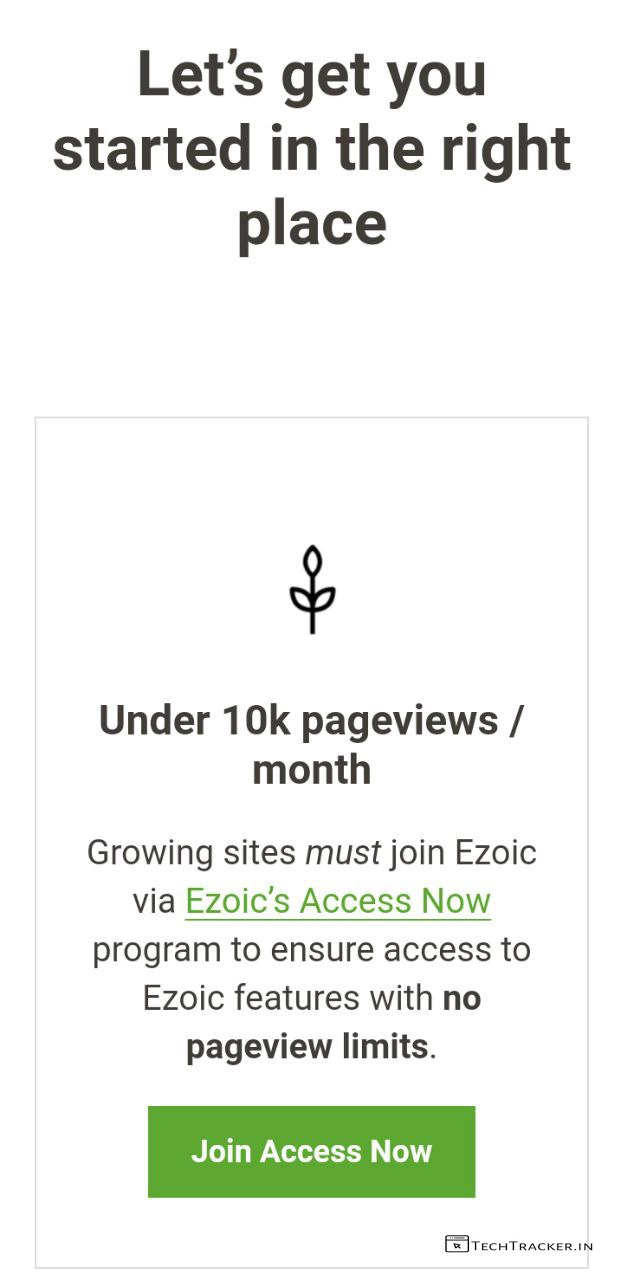 Let’s get you
started in the right
place
Under 10k pageviews /
month
Growing sites must join Ezoic
via Ezoic’s Access Now
program to ensure access to
Ezoic features with no
pageview limits.
Join Access Now
TECHTRACKER.IN